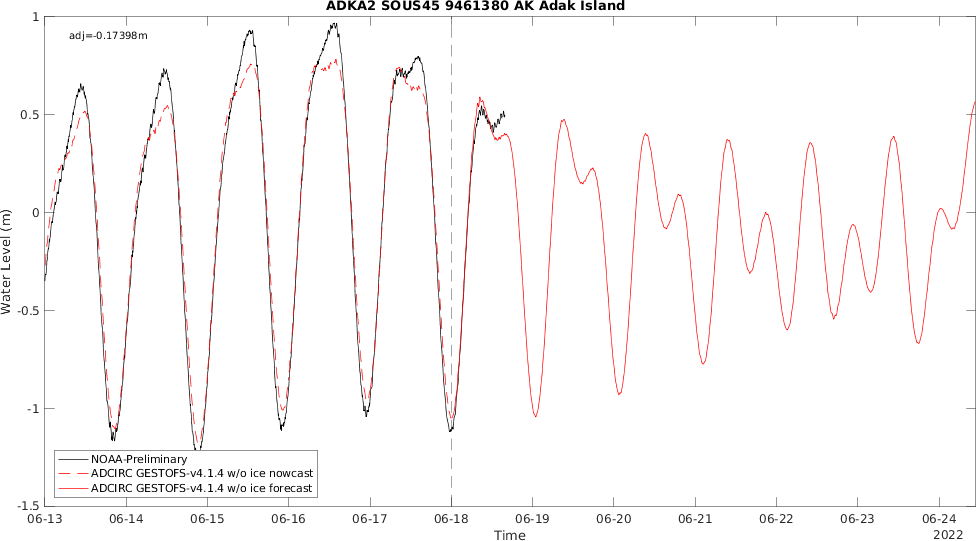 ADKA2 SOUS45 9461380 AK Adak Island
adj=-0.17398m
Water Level (m)
1
0.5
0
-0.5
-1
-1.5
NOAA-Preliminary
ADCIRC GESTOFS-v4.1.4 w/o ice nowcast
ADCIRC GESTOFS-v4.1.4 w/o ice forecast
06-13 06-14 06-15 06-16 06-17 06-18 06-19 06-20 06-21 06-22 06-23 06-24
Time
2022